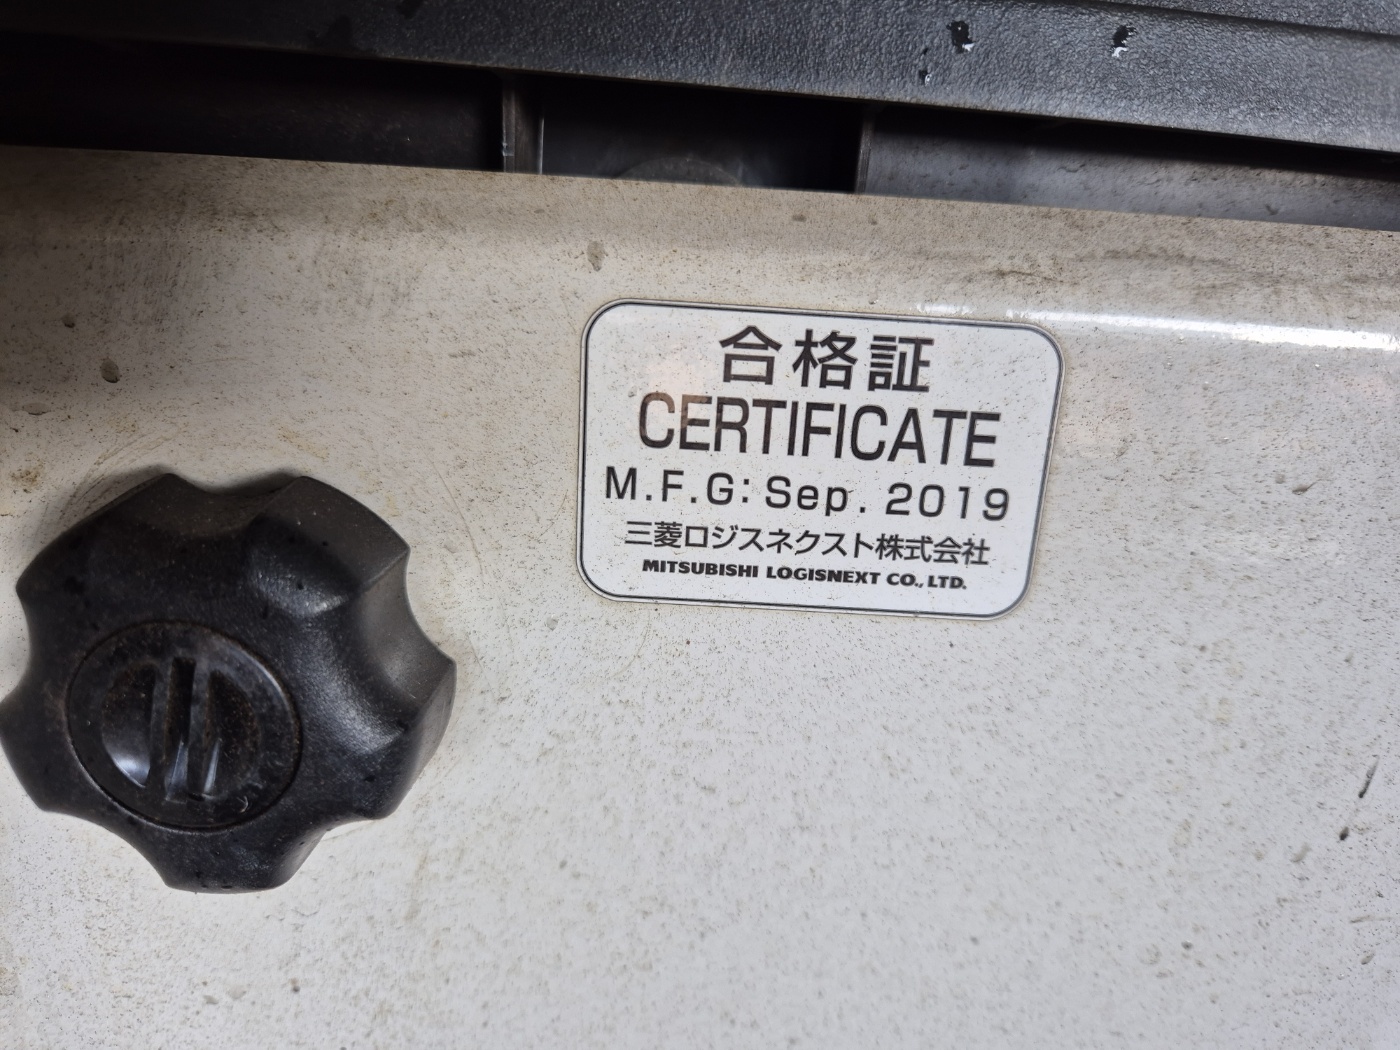 合格証
CERTIFICATE
M.F.G: Sep. 2019
三菱ロジスネクスト株式会社
MITSUBISHI LOGISNEXT CO., LTD.